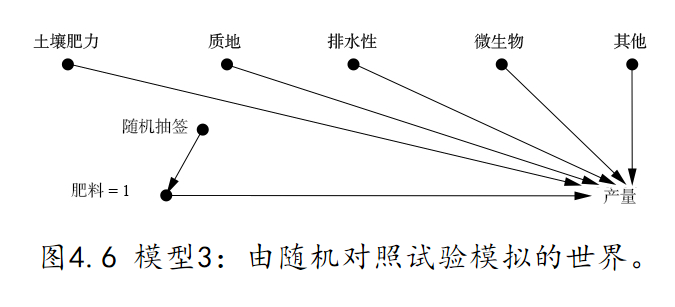 土壤肥力 质地 排水性 微生物 其他
随机抽签
肥料 = 1
产量
图4.6 模型3：由随机对照试验模拟的世界。